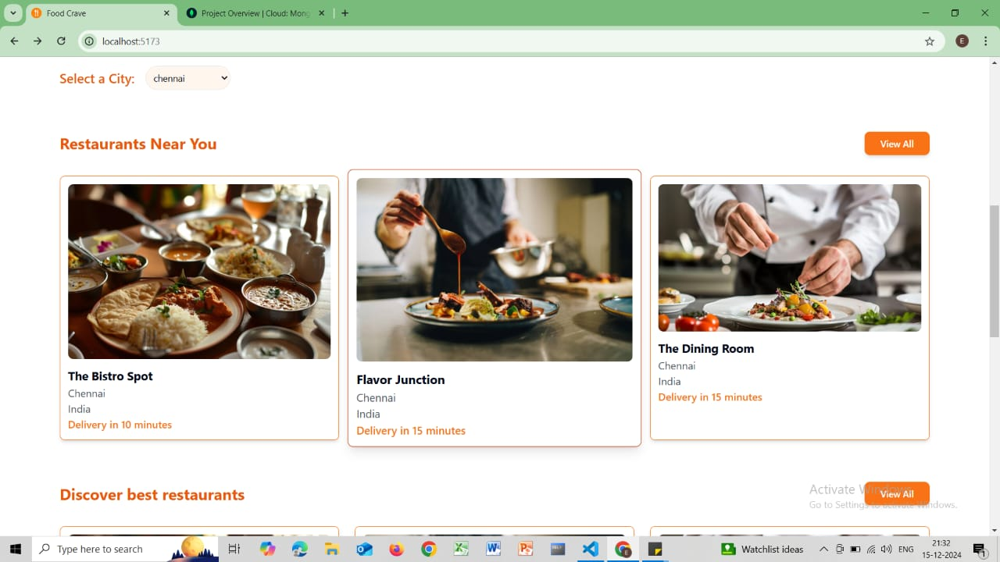 Food Crave
Project Overview | Cloud: Mong
localhost:5173
E
Select a City:
chennai
Restaurants Near You
View All
The Bistro Spot
Chennai
India
Delivery in 10 minutes
Flavor Junction
Chennai
India
Delivery in 15 minutes
The Dining Room
Chennai
India
Delivery in 15 minutes
Discover best restaurants
View All
Activate Windows
Go to Settings to activate Windows.
Type here to search
Watchlist ideas
ENG
21:32
15-12-2024
1